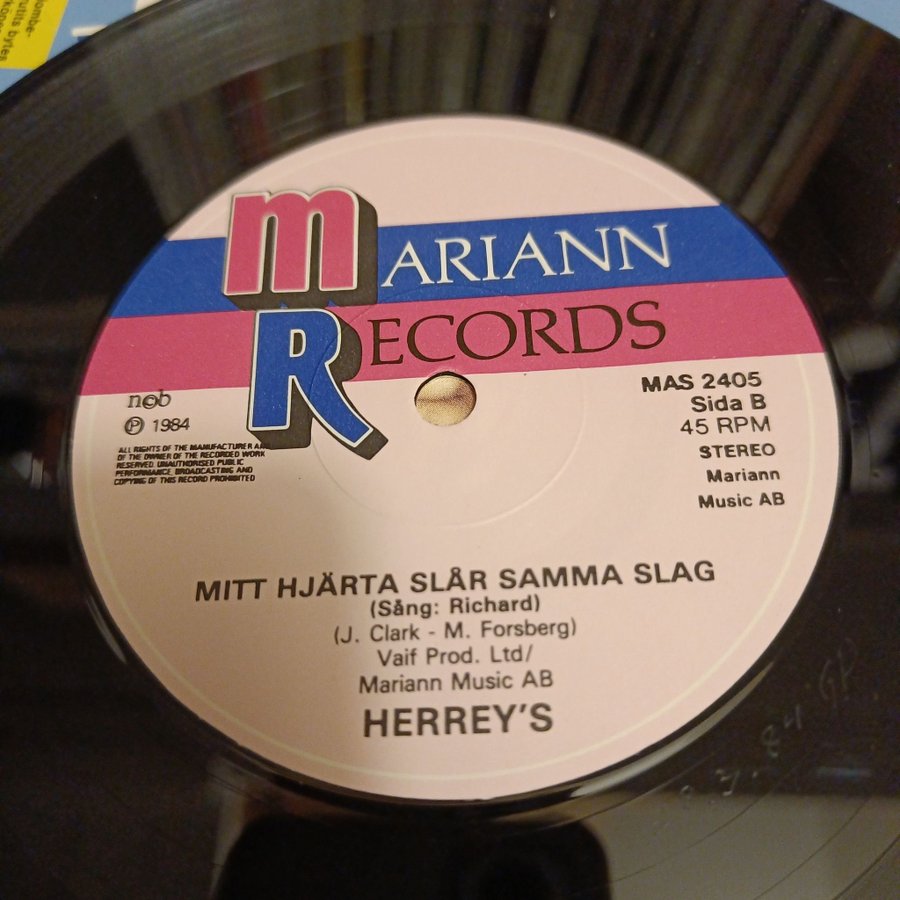 MARIANN
RECORDS
ncb
Ⓟ 1984
ALL RIGHTS OF THE MANUFACTURER
OF THE OWNER OF THE RECORDED WORK
RESERVED. UNAUTHORISED PUBLIC
PERFORMANCE, BROADCASTING AND
COPYING OF THIS RECORD PROHIBITED
MAS 2405
Sida B
45 RPM
STEREO
Mariann
Music AB
MITT HJÄRTA SLÅR SAMMA SLAG
(Sång: Richard)
(J. Clark - M. Forsberg)
Vaif Prod. Ltd/
Mariann Music AB
HERREY'S